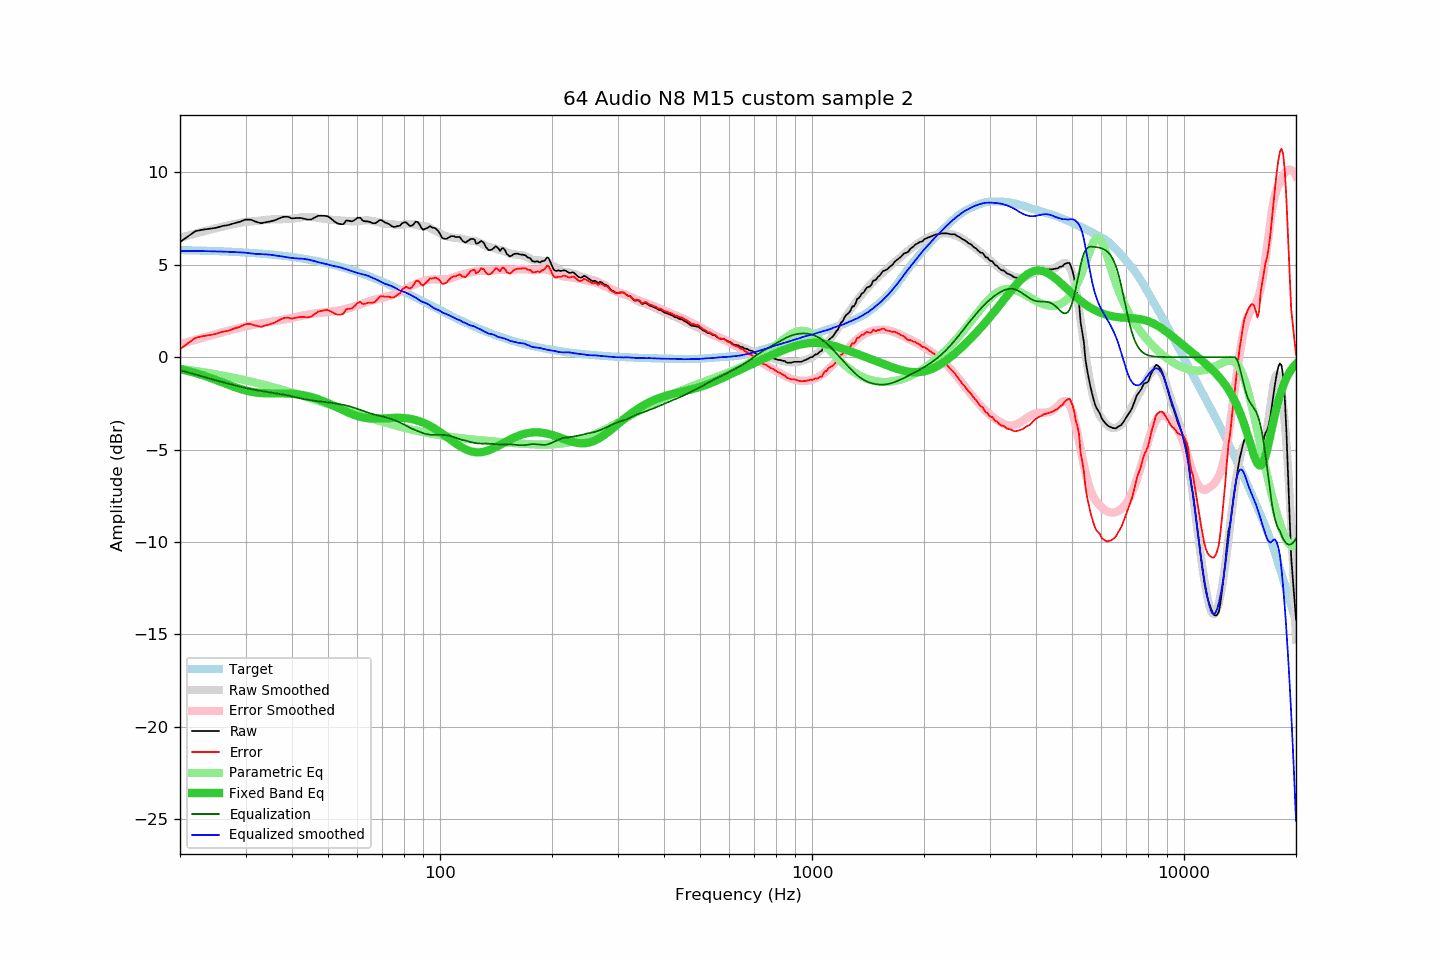 64 Audio N8 M15 custom sample 2
10
5
0
−5
−10
−15
−20
−25
Amplitude (dBr)
Target
Raw Smoothed
Error Smoothed
Raw
Error
Parametric Eq
Fixed Band Eq
Equalization
Equalized smoothed
100
1000
10000
Frequency (Hz)